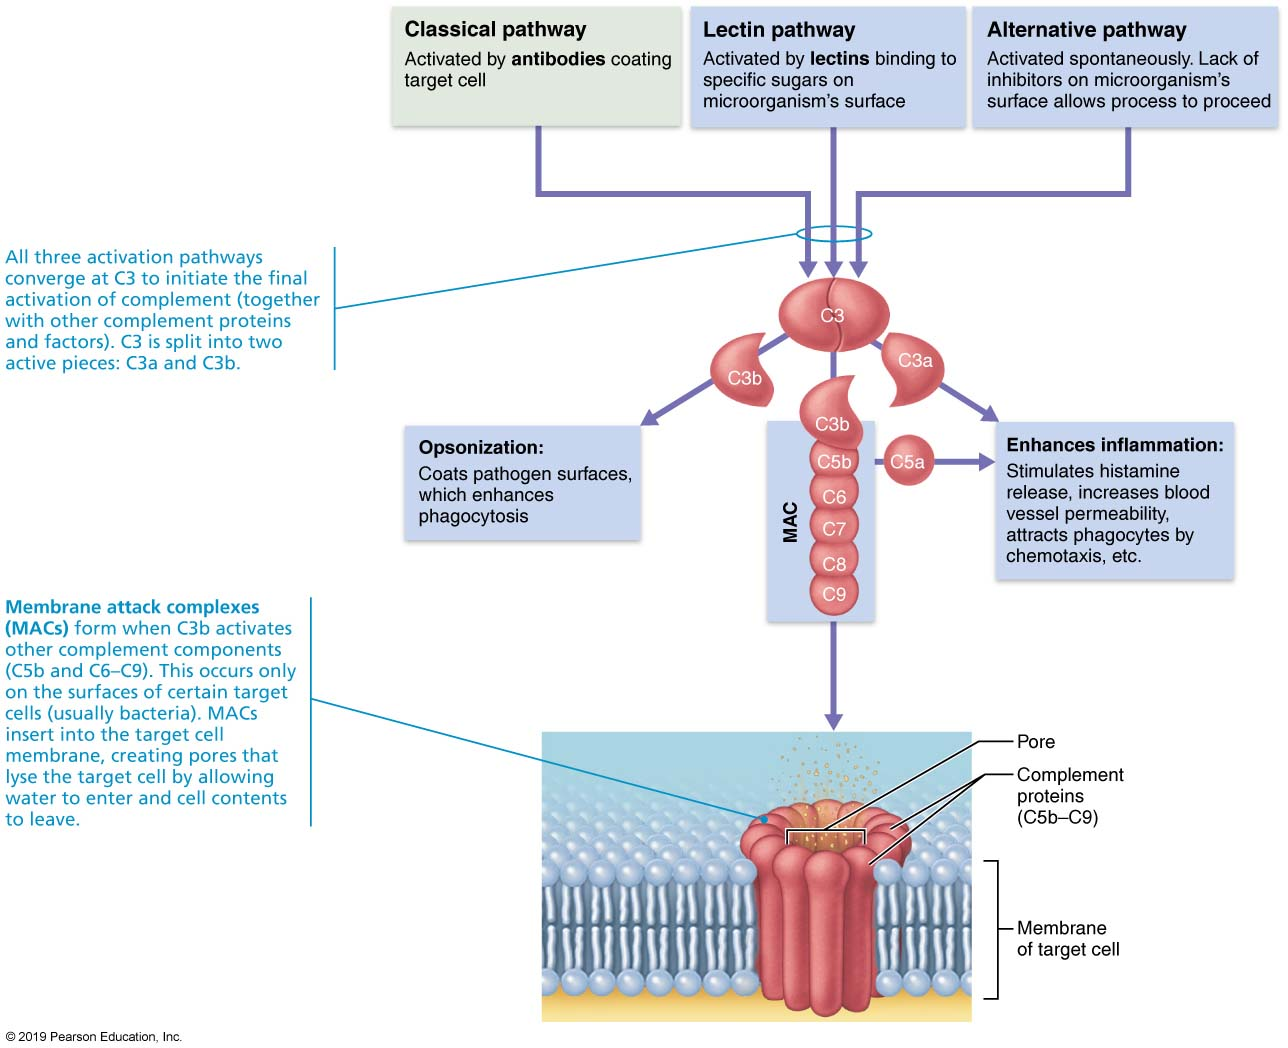 Classical pathway
Activated by antibodies coating
target cell
Lectin pathway
Activated by lectins binding to
specific sugars on
microorganism's surface
Alternative pathway
Activated spontaneously. Lack of
inhibitors on microorganism's
surface allows process to proceed
All three activation pathways
converge at C3 to initiate the final
activation of complement (together
with other complement proteins
and factors). C3 is split into two
active pieces: C3a and C3b.
C3
C3b
C3a
C3b
Opsonization:
Coats pathogen surfaces,
which enhances
phagocytosis
MAC
C5b
C6
C7
C8
C9
C5a
Enhances inflammation:
Stimulates histamine
release, increases blood
vessel permeability,
attracts phagocytes by
chemotaxis, etc.
Membrane attack complexes
(MACs) form when C3b activates
other complement components
(C5b and C6–C9). This occurs only
on the surfaces of certain target
cells (usually bacteria). MACs
insert into the target cell
membrane, creating pores that
lyse the target cell by allowing
water to enter and cell contents
to leave.
Pore
Complement
proteins
(C5b–C9)
Membrane
of target cell
© 2019 Pearson Education, Inc.